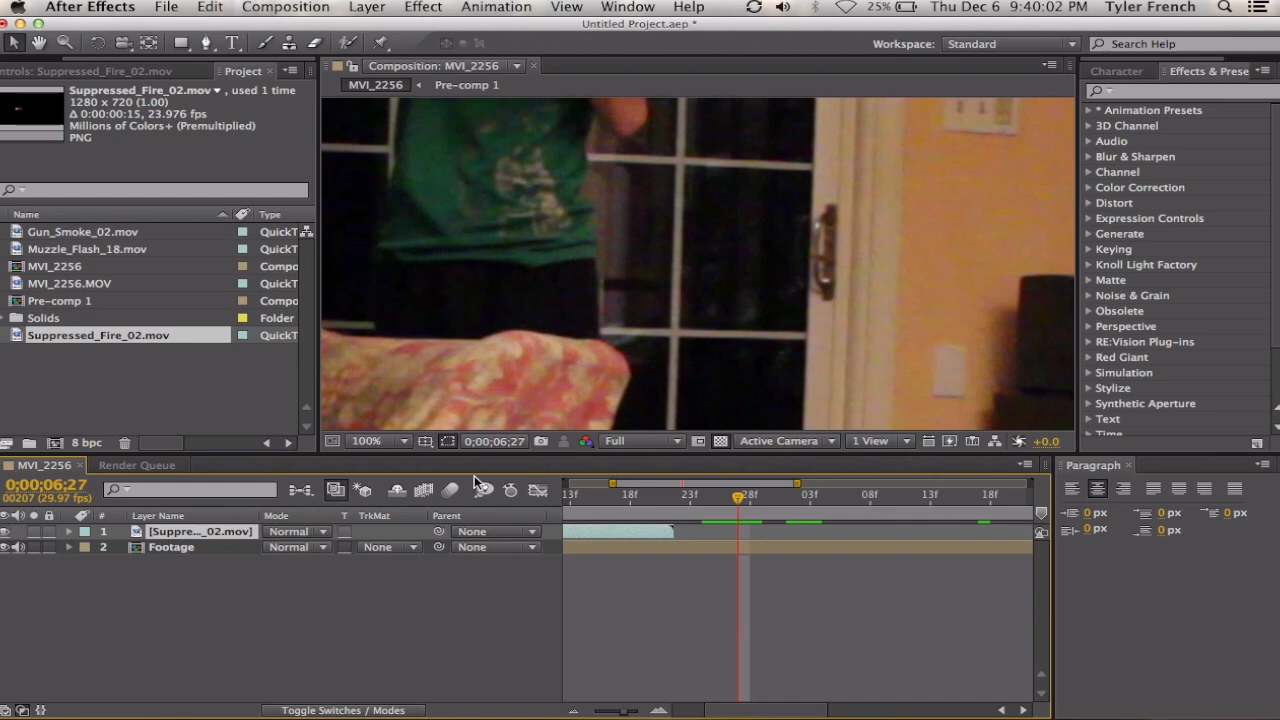 After Effects File Edit Composition Layer Effect Animation View Window Help 25% Thu Dec 6 9:40:02 AM Tyler French
Untitled Project.aep *
Workspace: Standard Search Help
ntrols: Suppressed_Fire_02.mov Project
Composition: MVI_2256
Character Effects & Prese
MVI_2256 Pre-comp 1
Suppressed_Fire_02.mov , used 1 time
1280 x 720 (1.00)
Δ 0:00:00:15, 23.976 fps
Millions of Colors+ (Premultiplied)
PNG
Name Type
Gun_Smoke_02.mov QuickT
Muzzle_Flash_18.mov QuickT
MVI_2256 Compo
MVI_2256.MOV QuickT
Pre-comp 1 Compo
Solids Folder
Suppressed_Fire_02.mov QuickT
8 bpc
* Animation Presets
3D Channel
Audio
Blur & Sharpen
Channel
Color Correction
Distort
Expression Controls
Generate
Keying
Knoll Light Factory
Matte
Noise & Grain
Obsolete
Perspective
RE:Vision Plug-ins
Red Giant
Simulation
Stylize
Synthetic Aperture
Text
Time
100% 0;00;06;27 Full Active Camera 1 View +0.0
MVI_2256 Render Queue
0;00;06;27
00207 (29.97 fps)
13f 18f 23f 28f 03f 08f 13f 18f
# Layer Name Mode T TrkMat Parent
1 [Suppre..._02.mov] Normal None
2 Footage Normal None None
Toggle Switches / Modes
Paragraph
0 px 0 px 0 px
0 px 0 px